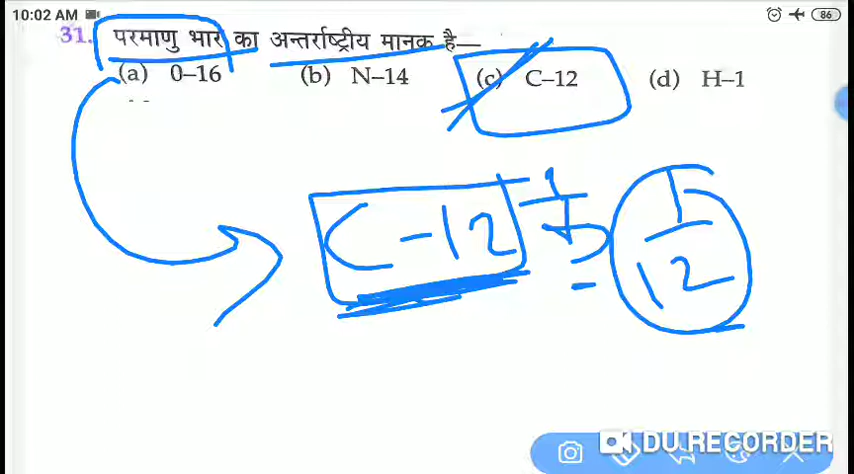 10:02 AM 86
31. परमाणु भार का अन्तर्राष्ट्रीय मानक है—
(a) 0–16 (b) N–14 (c) C–12 (d) H–1
C-12 1/12
DU RECORDER